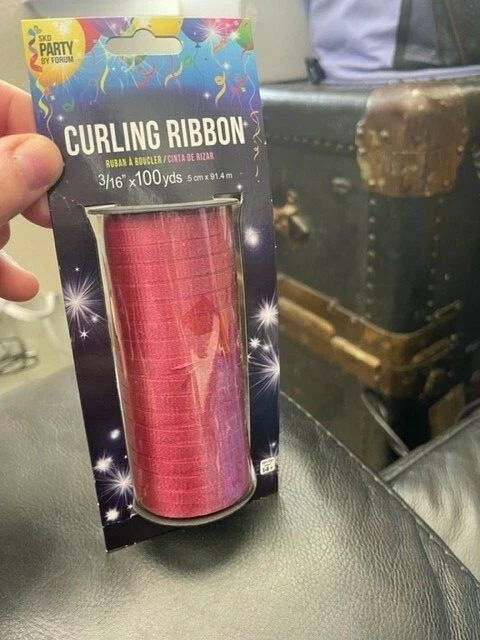 SKD
PARTY
BY FORUM
CURLING RIBBON
RUBAN À BOUCLER / CINTA DE RIZAR
3/16" x 100 yds .5 cm x 91.4 m